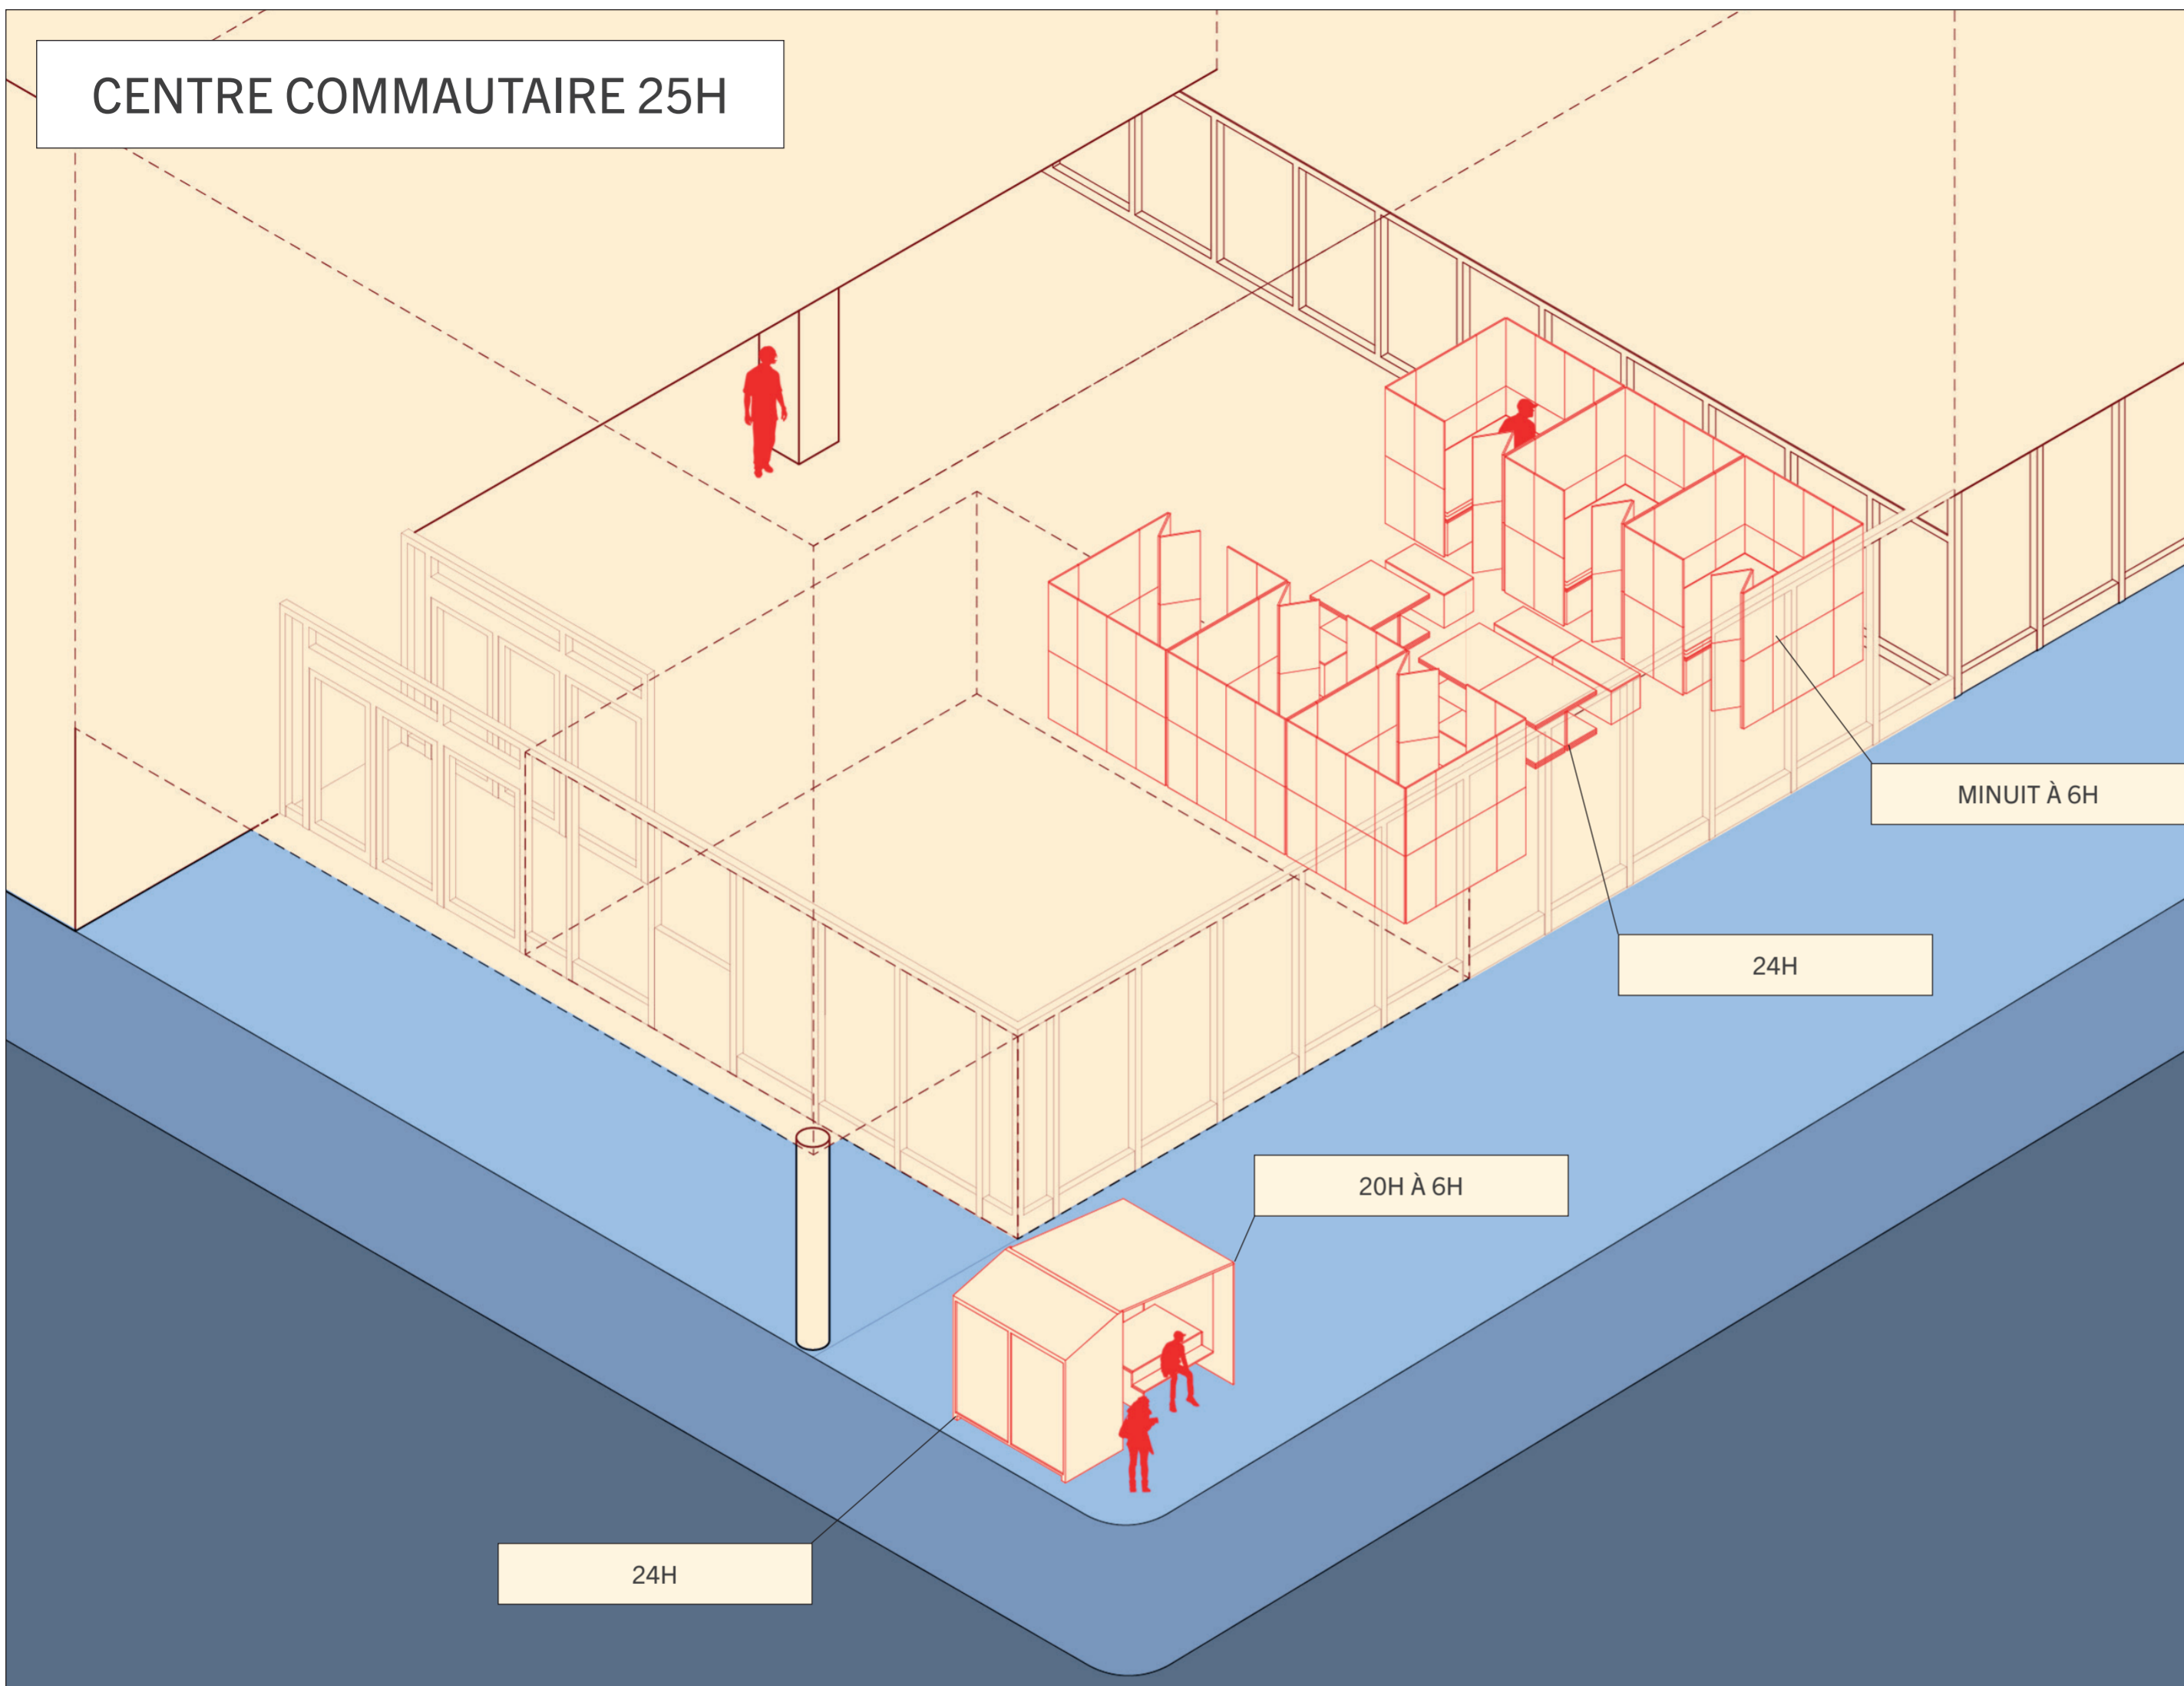 CENTRE COMMAUTAIRE 25H
MINUIT À 6H
24H
20H À 6H
24H